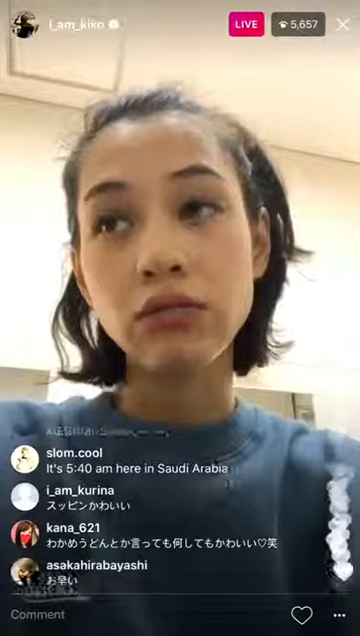 i_am_kiko
LIVE
5,657
slom.cool
It's 5:40 am here in Saudi Arabia
i_am_kurina
スッピンかわいい
kana_621
わかめうどんとか言っても何してもかわいい♡笑
asakahirabayashi
お早い
Comment